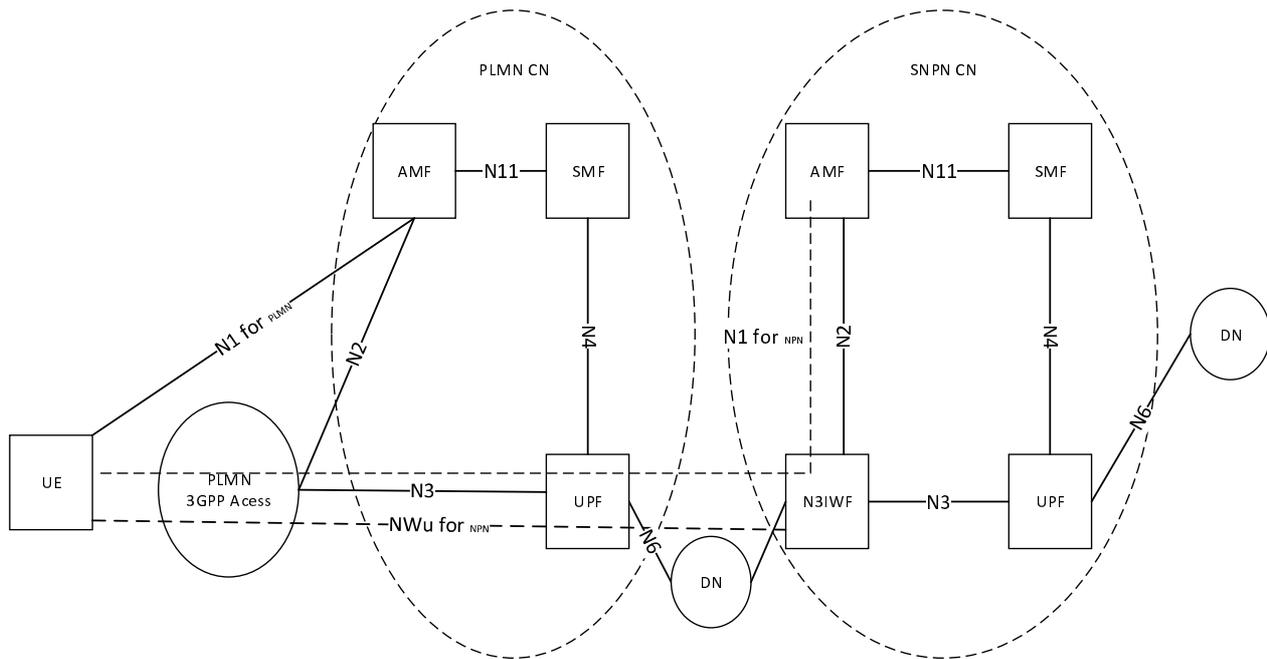 PLMN CN
SNPN CN
AMF
N11
SMF
AMF
N11
SMF
N1 for PLMN
N2
N4
N1 for NPN
N2
N4
DN
N6
UE
PLMN
3GPP Acess
N3
UPF
N3IWF
N3
UPF
NWu for NPN
N6
DN